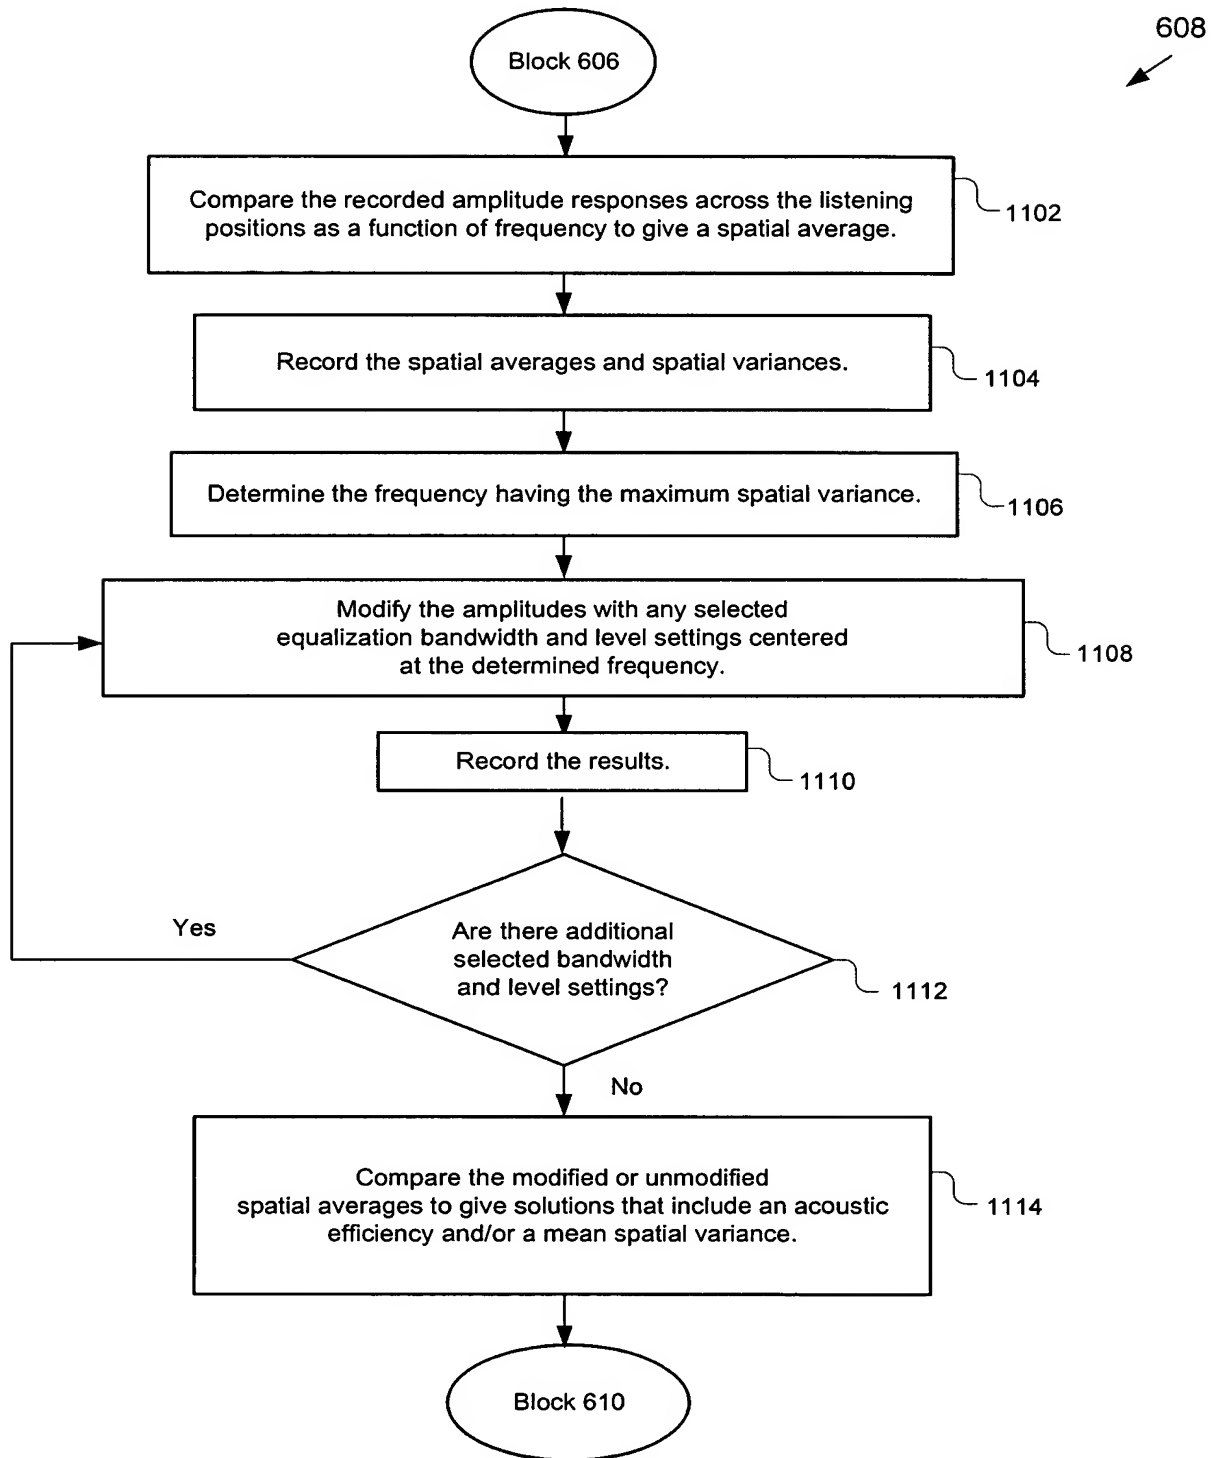 608
Block 606
Compare the recorded amplitude responses across the listening
positions as a function of frequency to give a spatial average.
1102
Record the spatial averages and spatial variances.
1104
Determine the frequency having the maximum spatial variance.
1106
Modify the amplitudes with any selected
equalization bandwidth and level settings centered
at the determined frequency.
1108
Record the results.
1110
Yes
Are there additional
selected bandwidth
and level settings?
1112
No
Compare the modified or unmodified
spatial averages to give solutions that include an acoustic
efficiency and/or a mean spatial variance.
1114
Block 610